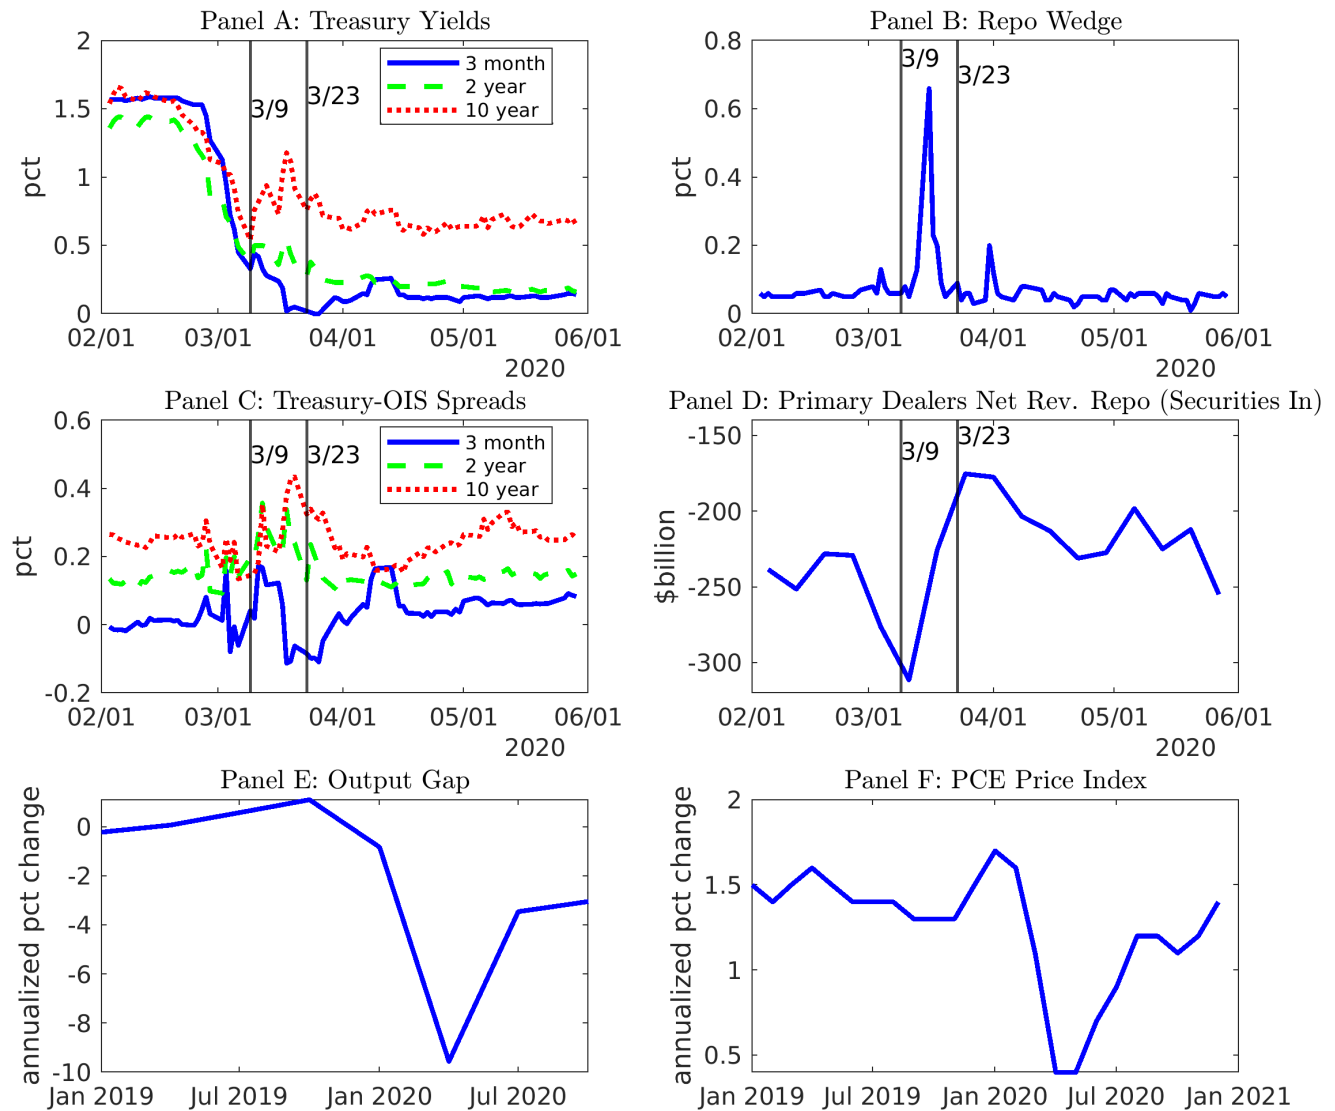 Panel A: Treasury Yields
2
1.5
1
0.5
0
pct
3/9
3/23
3 month
2 year
10 year
02/01 03/01 04/01 05/01 06/01
2020
Panel B: Repo Wedge
0.8
0.6
0.4
0.2
0
pct
3/9
3/23
02/01 03/01 04/01 05/01 06/01
2020
Panel C: Treasury-OIS Spreads
0.6
0.4
0.2
0
-0.2
pct
3/9
3/23
3 month
2 year
10 year
02/01 03/01 04/01 05/01 06/01
2020
Panel D: Primary Dealers Net Rev. Repo (Securities In)
-150
-200
-250
-300
$billion
3/9
3/23
02/01 03/01 04/01 05/01 06/01
2020
Panel E: Output Gap
0
-2
-4
-6
-8
-10
annualized pct change
Jan 2019 Jul 2019 Jan 2020 Jul 2020
Panel F: PCE Price Index
2
1.5
1
0.5
annualized pct change
Jan 2019 Jul 2019 Jan 2020 Jul 2020 Jan 2021